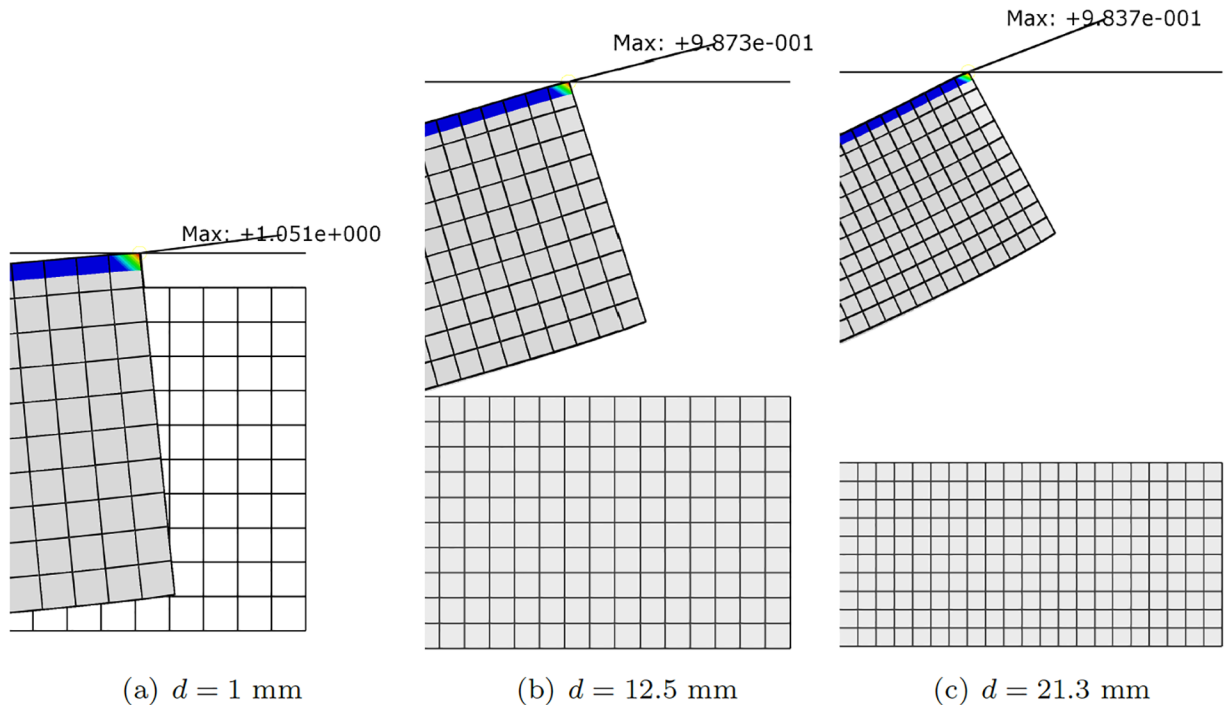 Max: +9.837e-001
Max: +9.873e-001
Max: +1.051e+000
(a) d = 1 mm
(b) d = 12.5 mm
(c) d = 21.3 mm